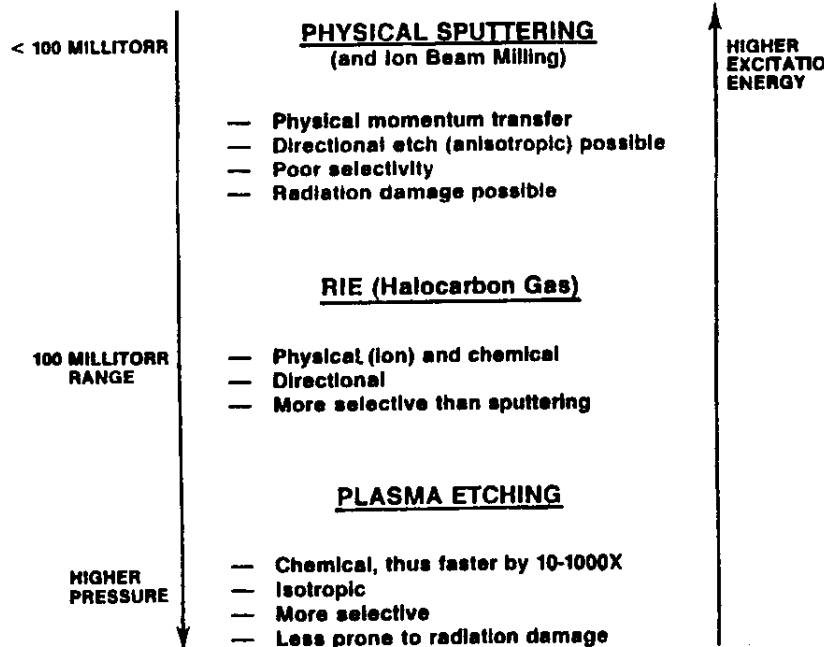 < 100 MILLITORR
PHYSICAL SPUTTERING
(and Ion Beam Milling)
HIGHER
EXCITATIO
ENERGY
— Physical momentum transfer
— Directional etch (anisotropic) possible
— Poor selectivity
— Radiation damage possible
RIE (Halocarbon Gas)
100 MILLITORR
RANGE
— Physical (ion) and chemical
— Directional
— More selective than sputtering
PLASMA ETCHING
HIGHER
PRESSURE
— Chemical, thus faster by 10-1000X
— Isotropic
— More selective
— Less prone to radiation damage